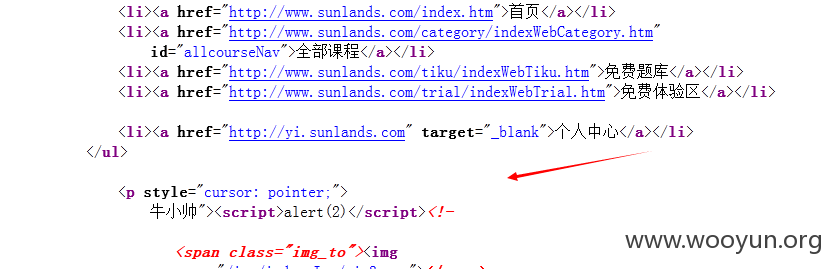 <li><a href="http://www.sunlands.com/index.htm">首页</a></li>
<li><a href="http://www.sunlands.com/category/indexWebCategory.htm"
id="allcourseNav">全部课程</a></li>
<li><a href="http://www.sunlands.com/tiku/indexWebTiku.htm">免费题库</a></li>
<li><a href="http://www.sunlands.com/trial/indexWebTrial.htm">免费体验区</a></li>
<li><a href="http://yi.sunlands.com" target="_blank">个人中心</a></li>
</ul>
<p style="cursor: pointer;">
牛小帅"><script>alert(2)</script><!-
<span class="img_to"><img
www.wooyun.org